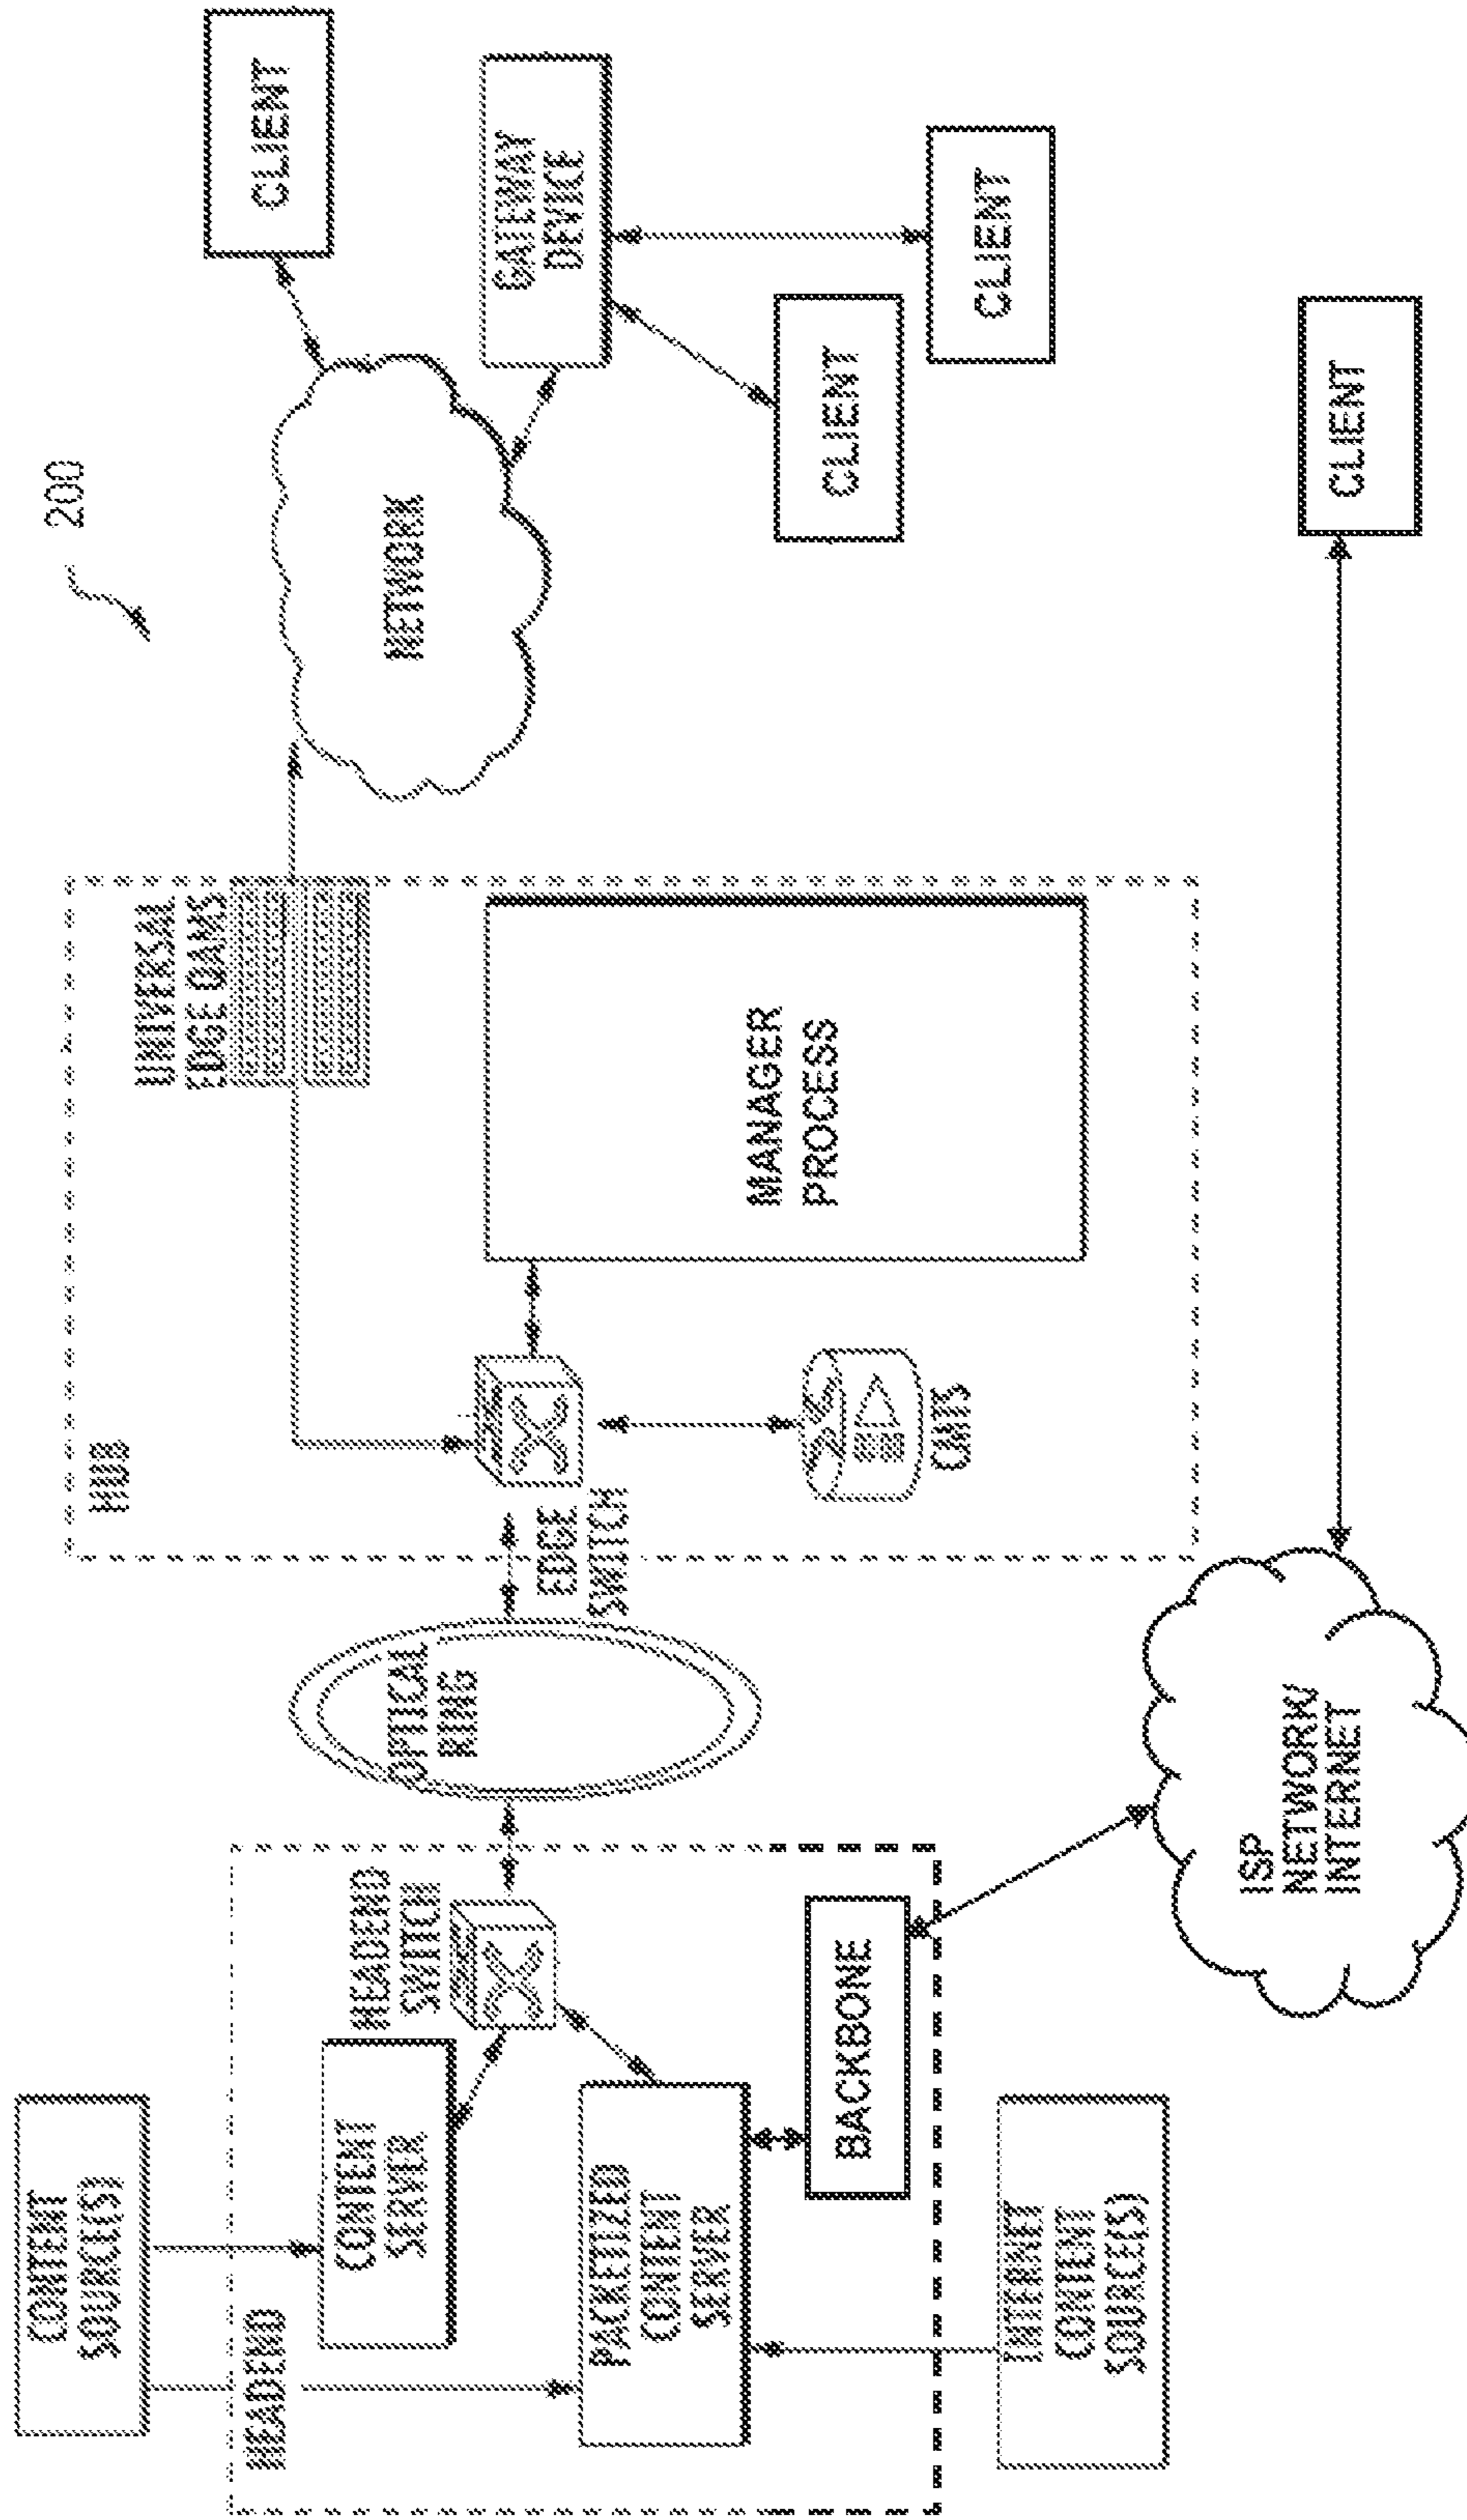 200
CONTENT
SOURCE(S)
HEADEND
CONTENT
SERVER
HEADEND
SWITCH
PACKETIZED
CONTENT
SERVER
BACKBONE
INTERNET
CONTENT
SOURCE(S)
OPTICAL
RING
ISP
NETWORK/
INTERNET
HUB
EDGE
SWITCH
CMTS
UNIVERSAL
EDGE QAMS
MANAGER
PROCESS
NETWORK
CLIENT
GATEWAY
DEVICE
CLIENT
CLIENT
CLIENT